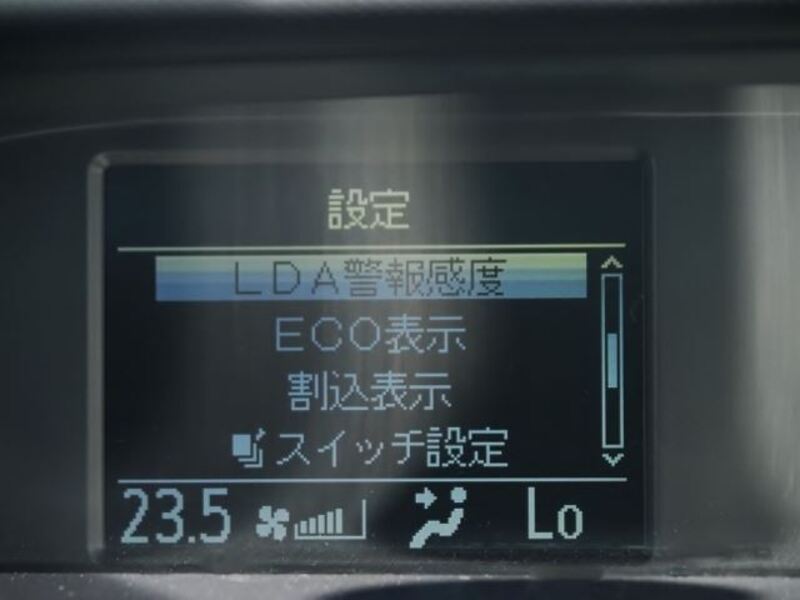 設定
LDA警報感度
ECO表示
割込表示
スイッチ設定
23.5 Lo